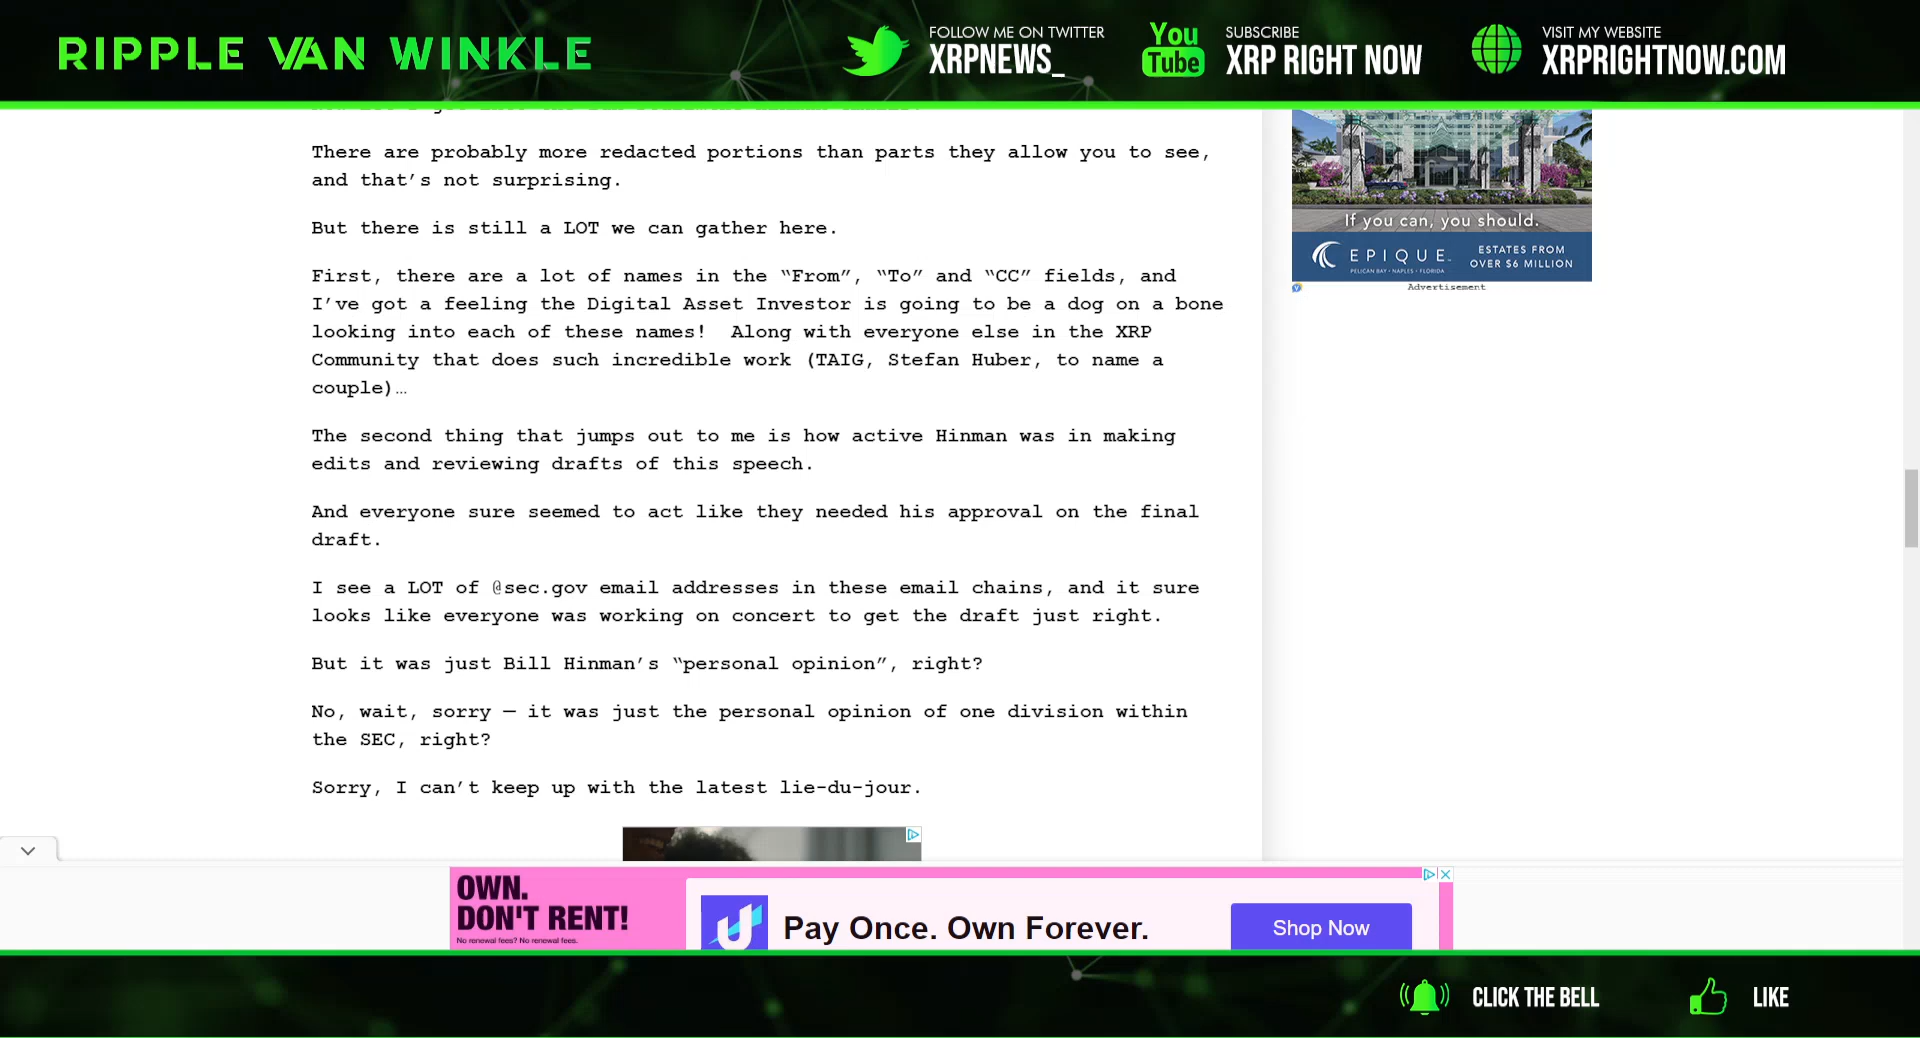 RIPPLE VAN WINKLE
FOLLOW ME ON TWITTER
XRPNEWS_
You
Tube
SUBSCRIBE
XRP RIGHT NOW
VISIT MY WEBSITE
XRPRIGHTNOW.COM
There are probably more redacted portions than parts they allow you to see,
and that’s not surprising.
But there is still a LOT we can gather here.
First, there are a lot of names in the “From”, “To” and “CC” fields, and
I’ve got a feeling the Digital Asset Investor is going to be a dog on a bone
looking into each of these names!  Along with everyone else in the XRP
Community that does such incredible work (TAIG, Stefan Huber, to name a
couple)…
The second thing that jumps out to me is how active Hinman was in making
edits and reviewing drafts of this speech.
And everyone sure seemed to act like they needed his approval on the final
draft.
I see a LOT of @sec.gov email addresses in these email chains, and it sure
looks like everyone was working on concert to get the draft just right.
But it was just Bill Hinman’s “personal opinion”, right?
No, wait, sorry — it was just the personal opinion of one division within
the SEC, right?
Sorry, I can’t keep up with the latest lie-du-jour.
If you can, you should.
EPIQUE
PELICAN BAY • NAPLES • FLORIDA
ESTATES FROM
OVER $6 MILLION
Advertisement
OWN.
DON'T RENT!
No renewal fees? No renewal fees.
Pay Once. Own Forever.
Shop Now
CLICK THE BELL
LIKE